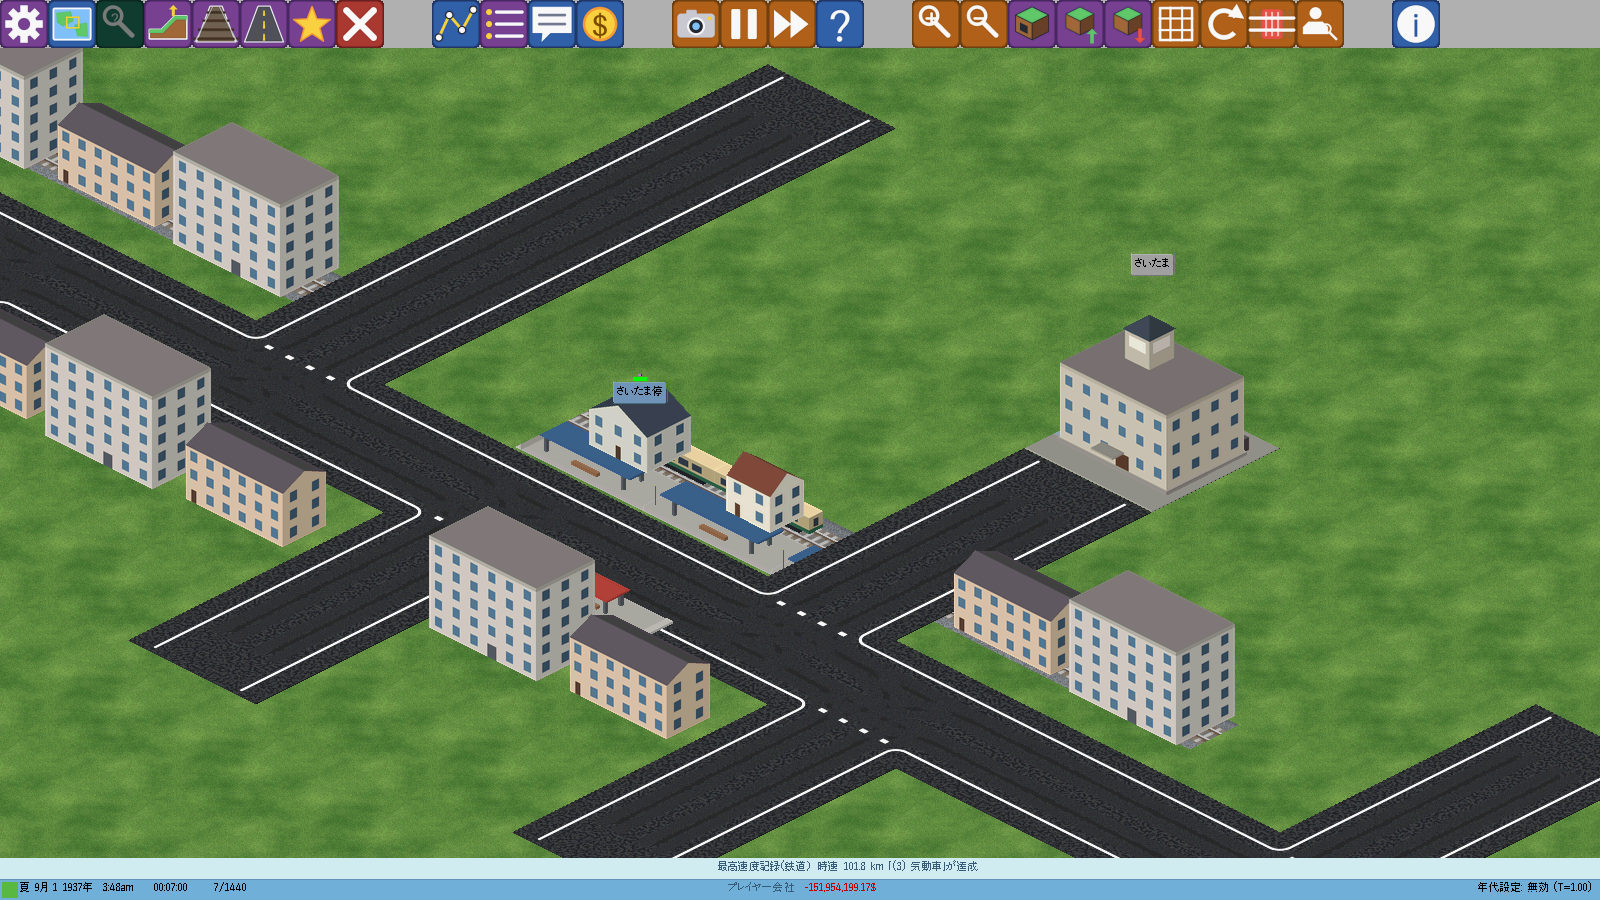 さいたま
さいたま停
最高速度記録(鉄道) 時速 101.8 km 「(3) 気動車」が達成
夏 9月 1 1937年 3:48am 00:07:00 7/1440 プレイヤー会社 -151,954,199.17$ 年代設定: 無効 (T=1.00)